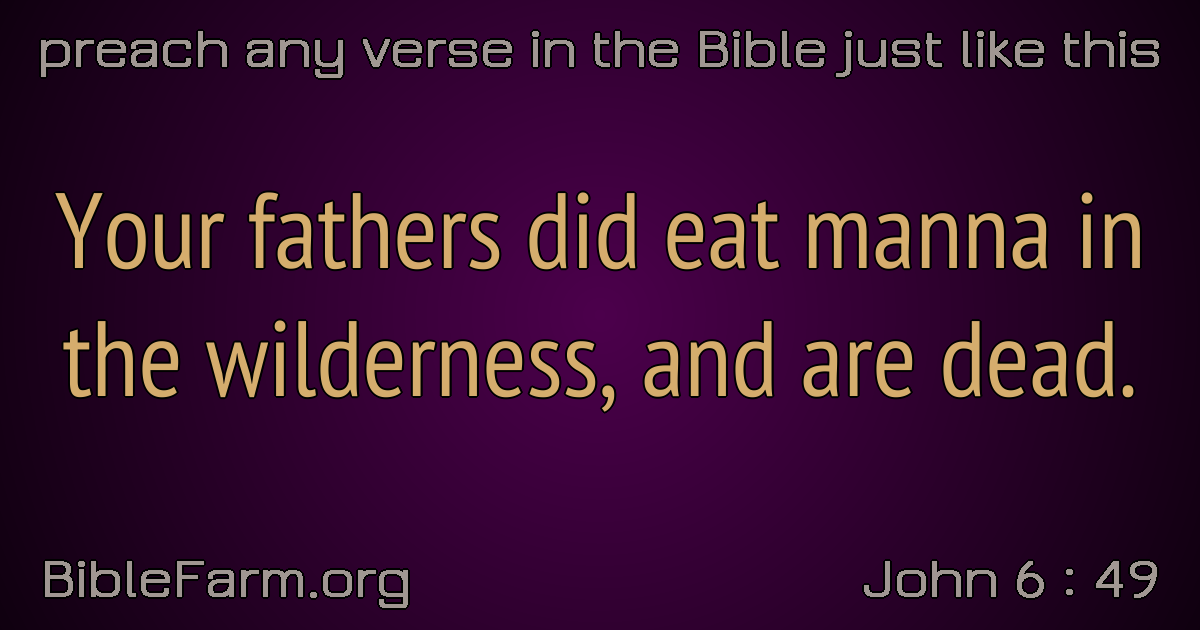 preach any verse in the Bible just like this
Your fathers did eat manna in
the wilderness, and are dead.
BibleFarm.org
John 6 : 49